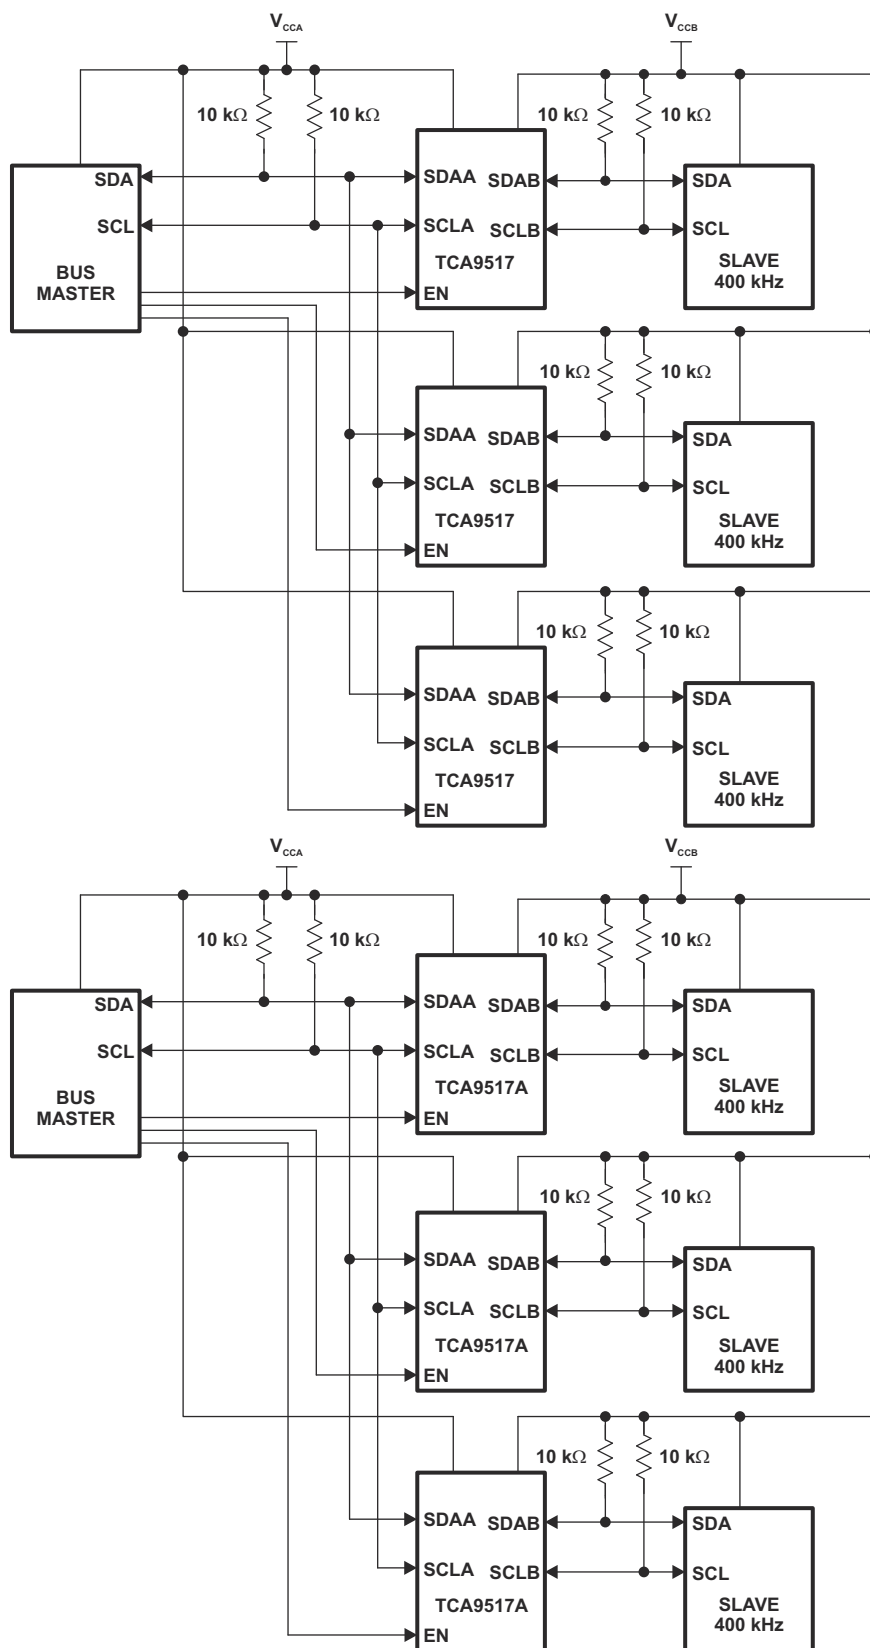 V_CCA V_CCB
10 kΩ 10 kΩ 10 kΩ 10 kΩ
SDA SDAA SDAB SDA
SCL SCLA SCLB SCL
BUS MASTER
TCA9517
SLAVE
400 kHz
EN
10 kΩ 10 kΩ
SDAA SDAB SDA
SCLA SCLB SCL
TCA9517
SLAVE
400 kHz
EN
10 kΩ 10 kΩ
SDAA SDAB SDA
SCLA SCLB SCL
TCA9517
SLAVE
400 kHz
EN
V_CCA V_CCB
10 kΩ 10 kΩ 10 kΩ 10 kΩ
SDA SDAA SDAB SDA
SCL SCLA SCLB SCL
BUS MASTER
TCA9517A
SLAVE
400 kHz
EN
10 kΩ 10 kΩ
SDAA SDAB SDA
SCLA SCLB SCL
TCA9517A
SLAVE
400 kHz
EN
10 kΩ 10 kΩ
SDAA SDAB SDA
SCLA SCLB SCL
TCA9517A
SLAVE
400 kHz
EN